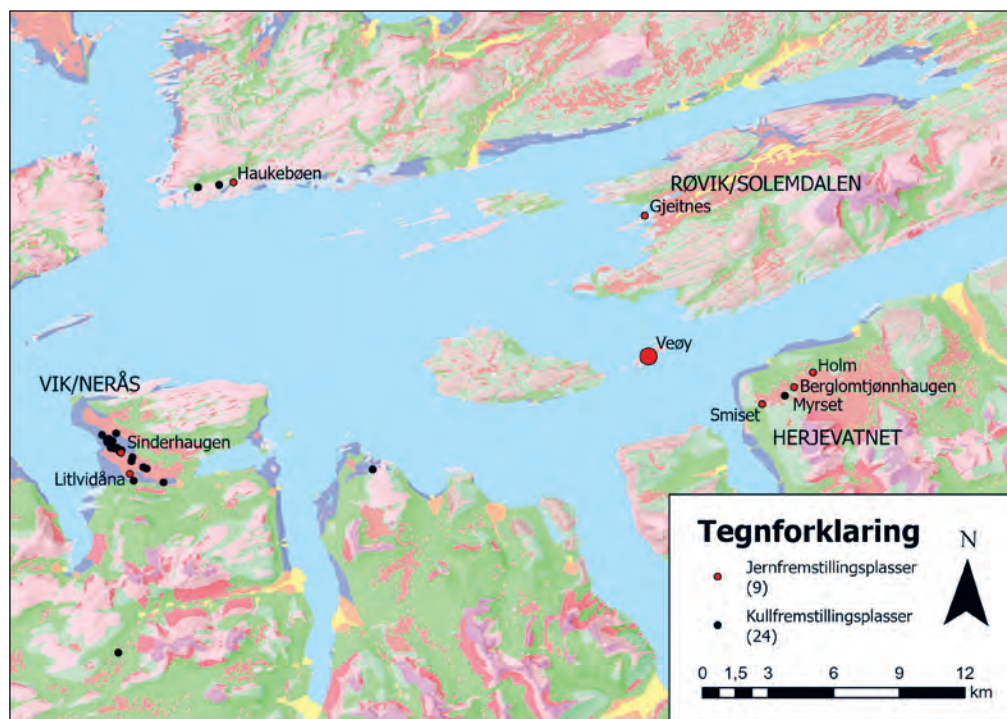 Haukebøen
RØVIK/SOLEMDALEN
Gjeitnes
Veøy
VIK/NERÅS
Holm
Berglomtjønnhaugen
Myrset
Smiset
Sinderhaugen
HERJEVATNET
Litlvidåna
Tegnforklaring
N
Jernfremstillingsplasser
(9)
Kullfremstillingsplasser
(24)
0 1,5 3 6 9 12
km